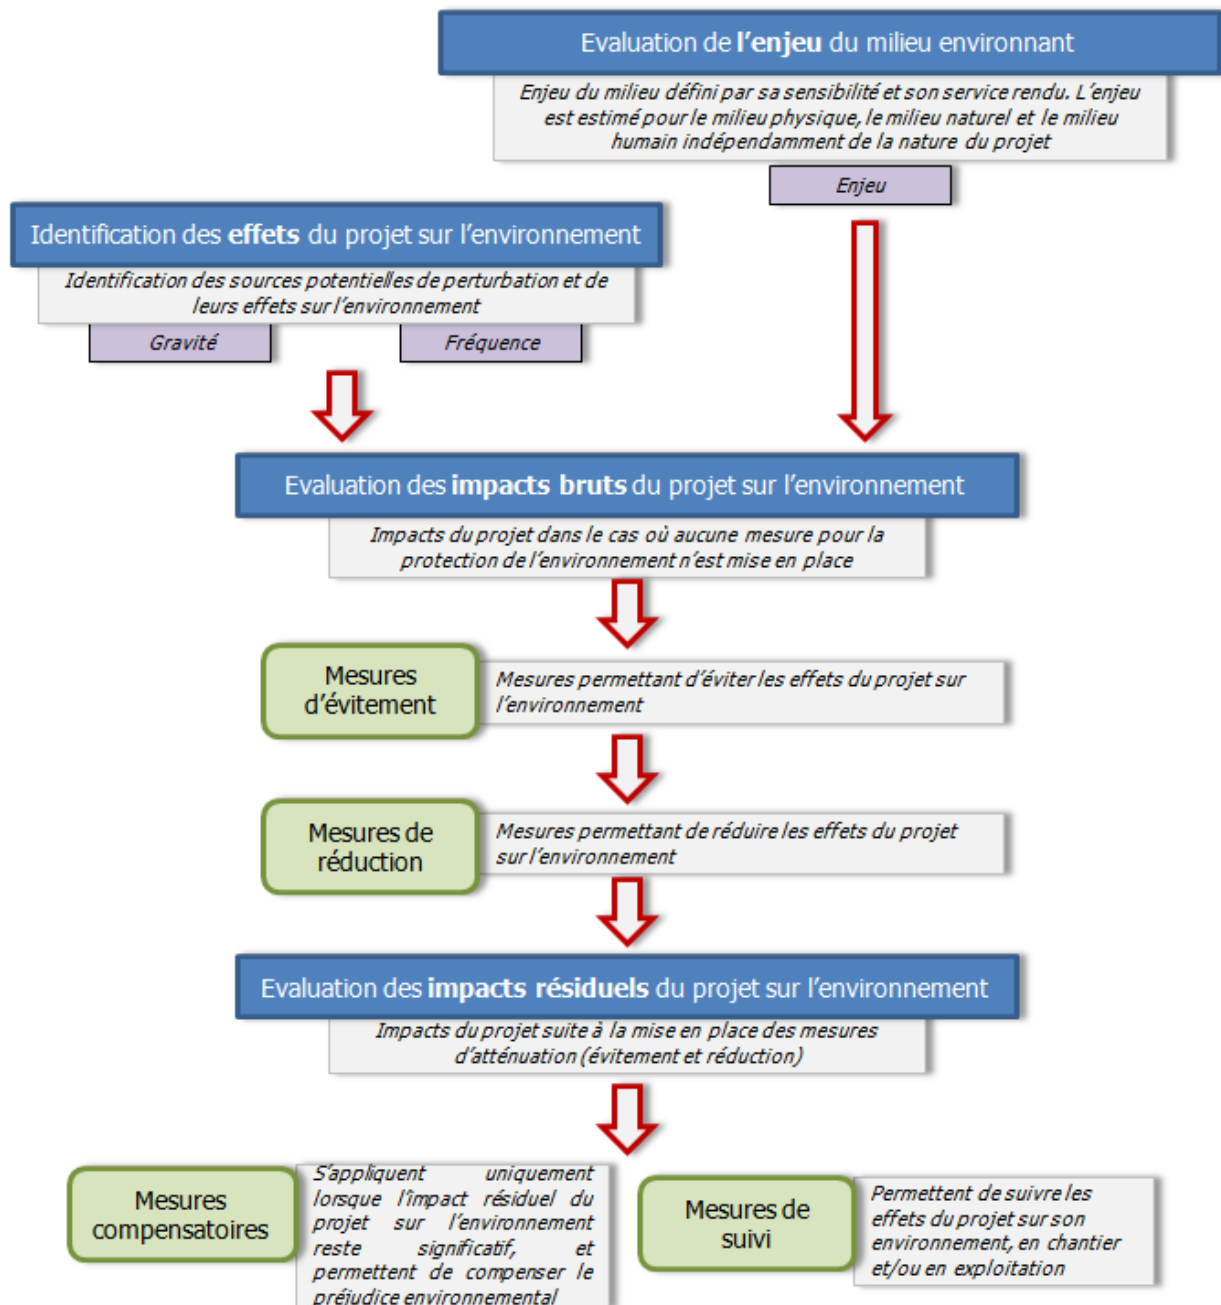 Evaluation de l'enjeu du milieu environnant
Enjeu du milieu défini par sa sensibilité et son service rendu. L'enjeu
est estimé pour le milieu physique, le milieu naturel et le milieu
humain indépendamment de la nature du projet
Enjeu
Identification des effets du projet sur l'environnement
Identification des sources potentielles de perturbation et de
leurs effets sur l'environnement
Gravité
Fréquence
Evaluation des impacts bruts du projet sur l'environnement
Impacts du projet dans le cas où aucune mesure pour la
protection de l'environnement n'est mise en place
Mesures
d'évitement
Mesures permettant d'éviter les effets du projet sur
l'environnement
Mesures de
réduction
Mesures permettant de réduire les effets du projet
sur l'environnement
Evaluation des impacts résiduels du projet sur l'environnement
Impacts du projet suite à la mise en place des mesures
d'atténuation (évitement et réduction)
Mesures
compensatoires
S'appliquent uniquement
lorsque l'impact résiduel du
projet sur l'environnement
reste significatif, et
permettent de compenser le
préjudice environnemental
Mesures de
suivi
Permettent de suivre les
effets du projet sur son
environnement, en chantier
et/ou en exploitation